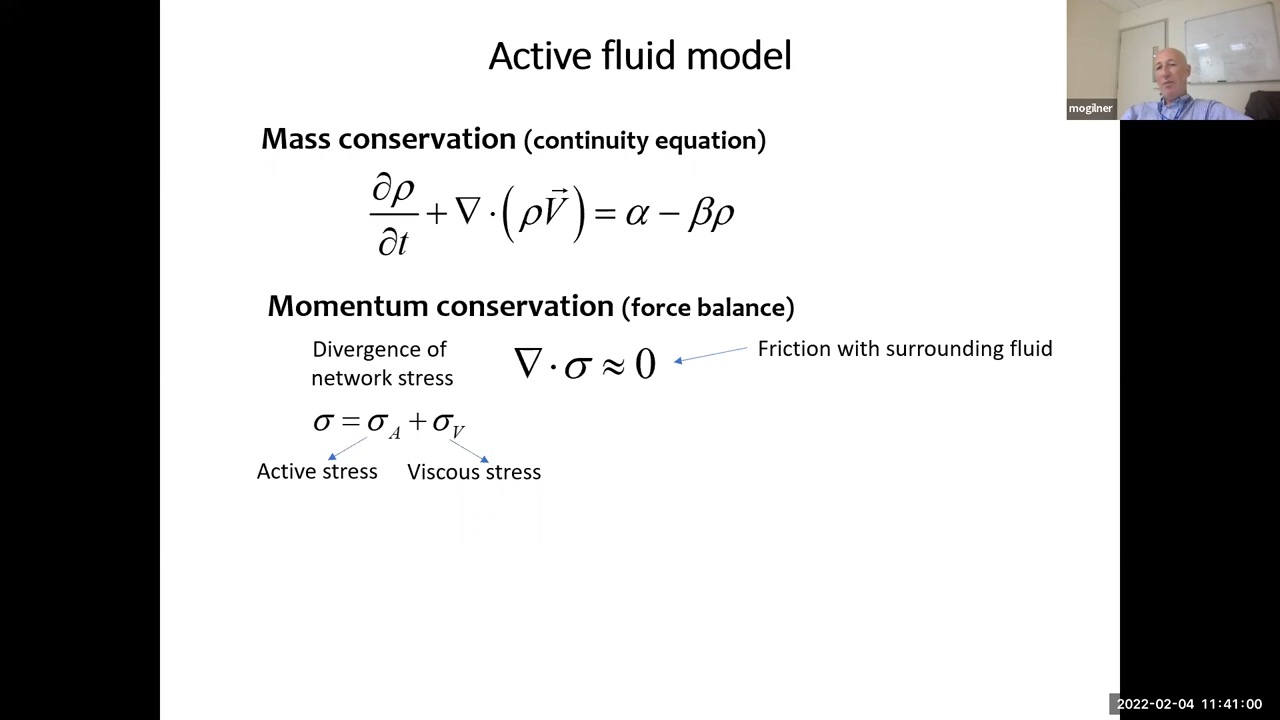 Active fluid model
mogilner
Mass conservation (continuity equation)
∂ρ/∂t + ∇ · (ρV⃗) = α − βρ
Momentum conservation (force balance)
Divergence of
network stress
∇ · σ ≈ 0
Friction with surrounding fluid
σ = σ_A + σ_V
Active stress
Viscous stress
2022-02-04 11:41:00